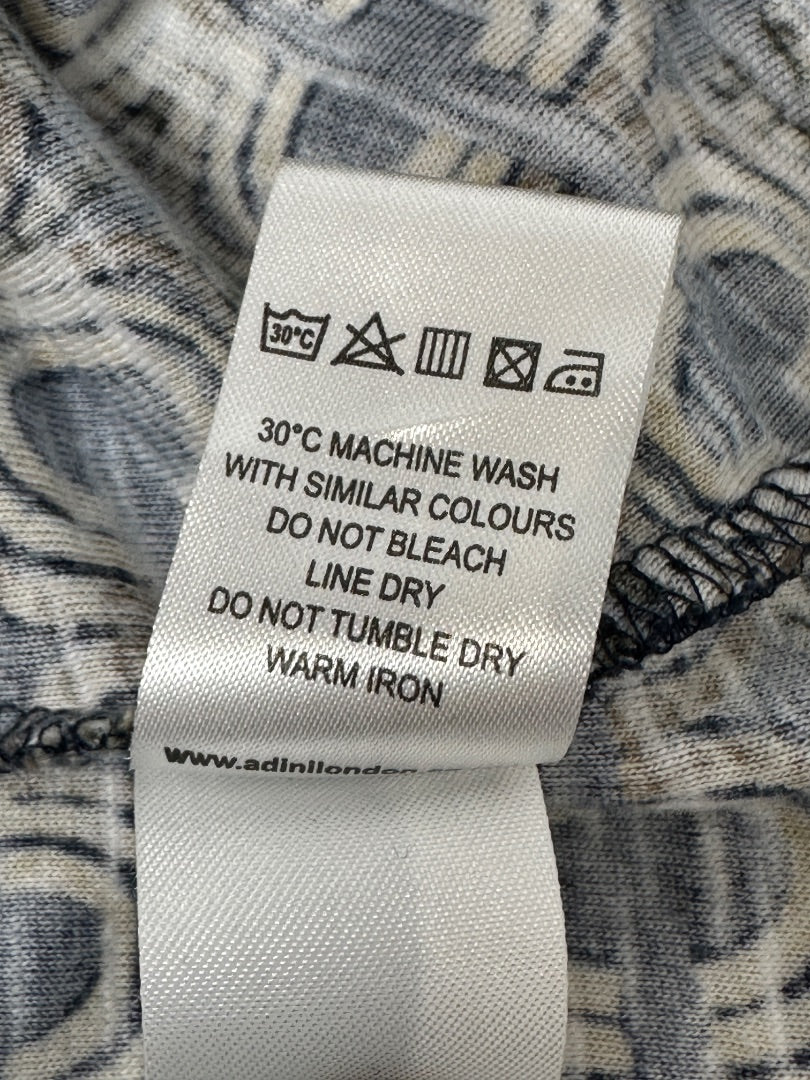 30°C
30°C MACHINE WASH
WITH SIMILAR COLOURS
DO NOT BLEACH
LINE DRY
DO NOT TUMBLE DRY
WARM IRON